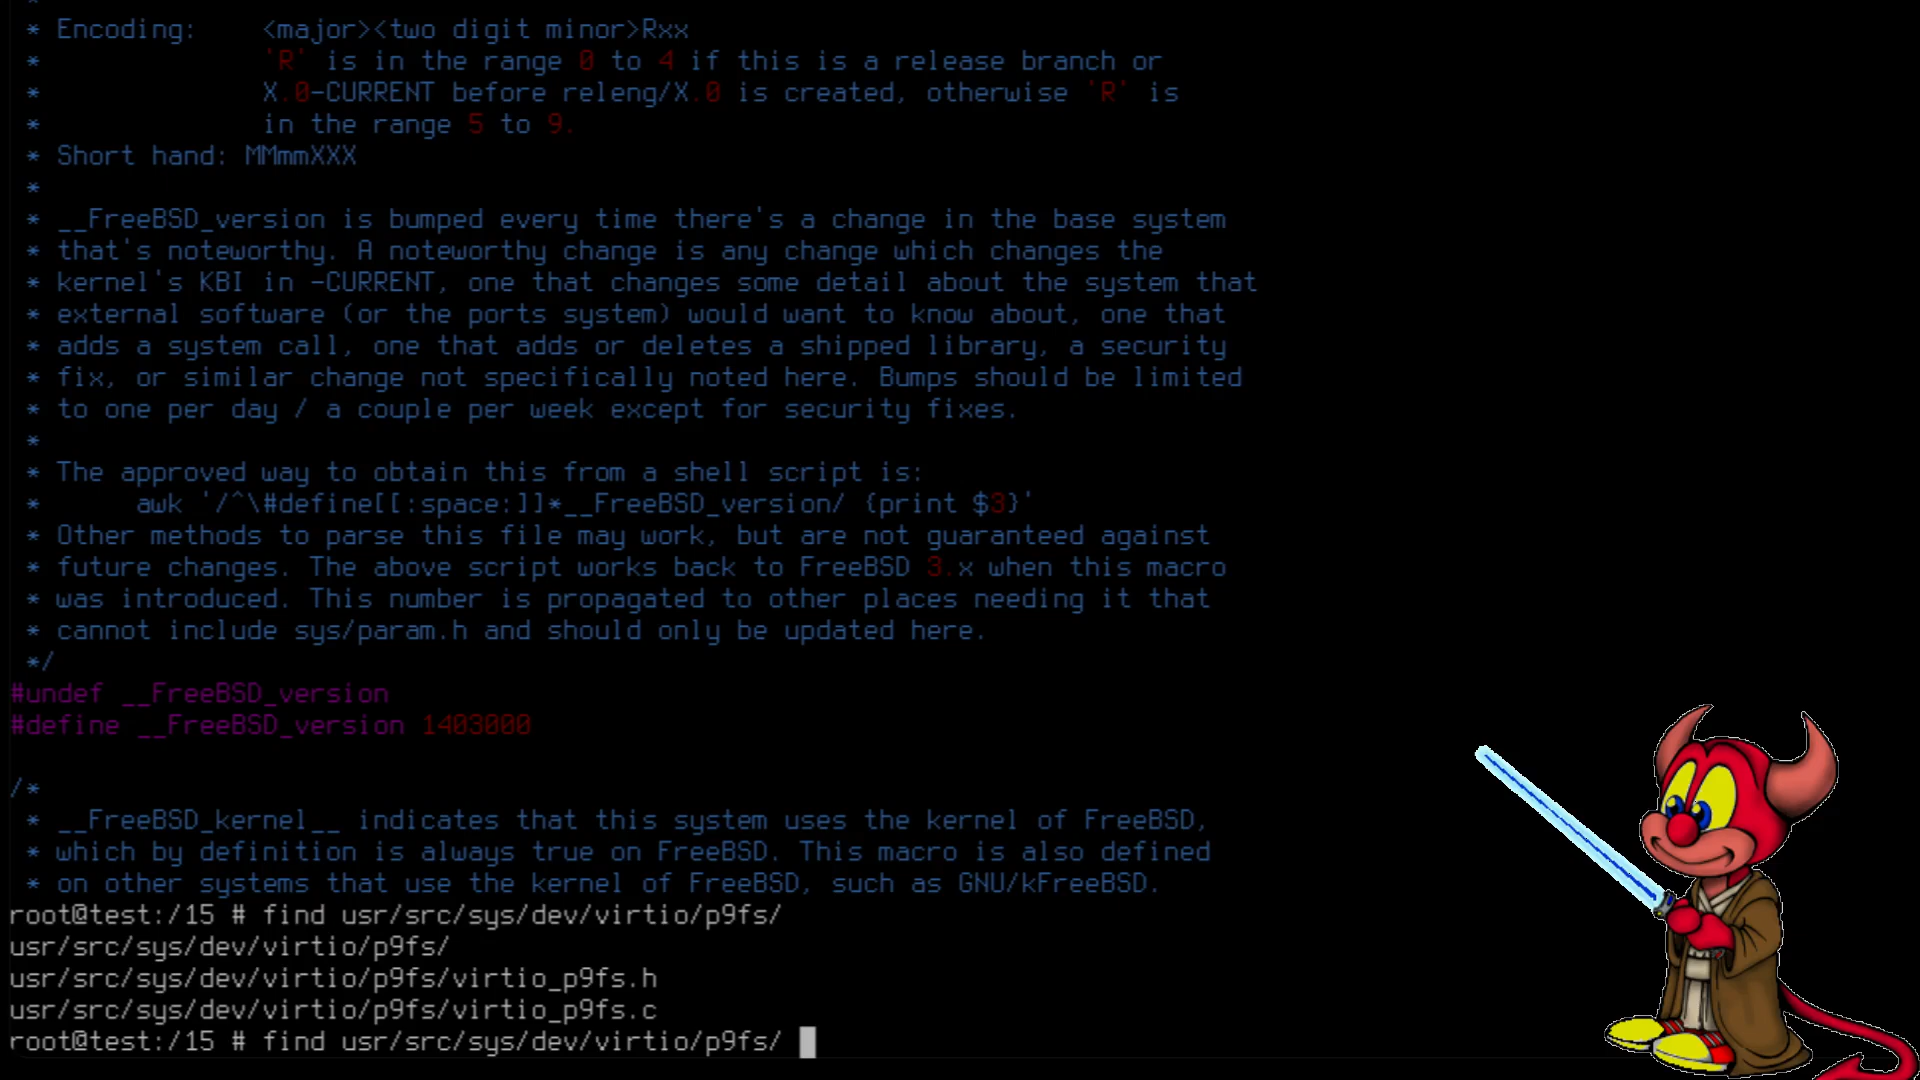 *
* Encoding:    <major><two digit minor>Rxx
*              'R' is in the range 0 to 4 if this is a release branch or
*              X.0-CURRENT before releng/X.0 is created, otherwise 'R' is
*              in the range 5 to 9.
* Short hand: MMmmXXX
*
* __FreeBSD_version is bumped every time there's a change in the base system
* that's noteworthy. A noteworthy change is any change which changes the
* kernel's KBI in -CURRENT, one that changes some detail about the system that
* external software (or the ports system) would want to know about, one that
* adds a system call, one that adds or deletes a shipped library, a security
* fix, or similar change not specifically noted here. Bumps should be limited
* to one per day / a couple per week except for security fixes.
*
* The approved way to obtain this from a shell script is:
*      awk '/^\#define[[:space:]]*__FreeBSD_version/ {print $3}'
* Other methods to parse this file may work, but are not guaranteed against
* future changes. The above script works back to FreeBSD 3.x when this macro
* was introduced. This number is propagated to other places needing it that
* cannot include sys/param.h and should only be updated here.
*/
#undef __FreeBSD_version
#define __FreeBSD_version 1403000
/*
* __FreeBSD_kernel__ indicates that this system uses the kernel of FreeBSD,
* which by definition is always true on FreeBSD. This macro is also defined
* on other systems that use the kernel of FreeBSD, such as GNU/kFreeBSD.
root@test:/15 # find usr/src/sys/dev/virtio/p9fs/
usr/src/sys/dev/virtio/p9fs/
usr/src/sys/dev/virtio/p9fs/virtio_p9fs.h
usr/src/sys/dev/virtio/p9fs/virtio_p9fs.c
root@test:/15 # find usr/src/sys/dev/virtio/p9fs/